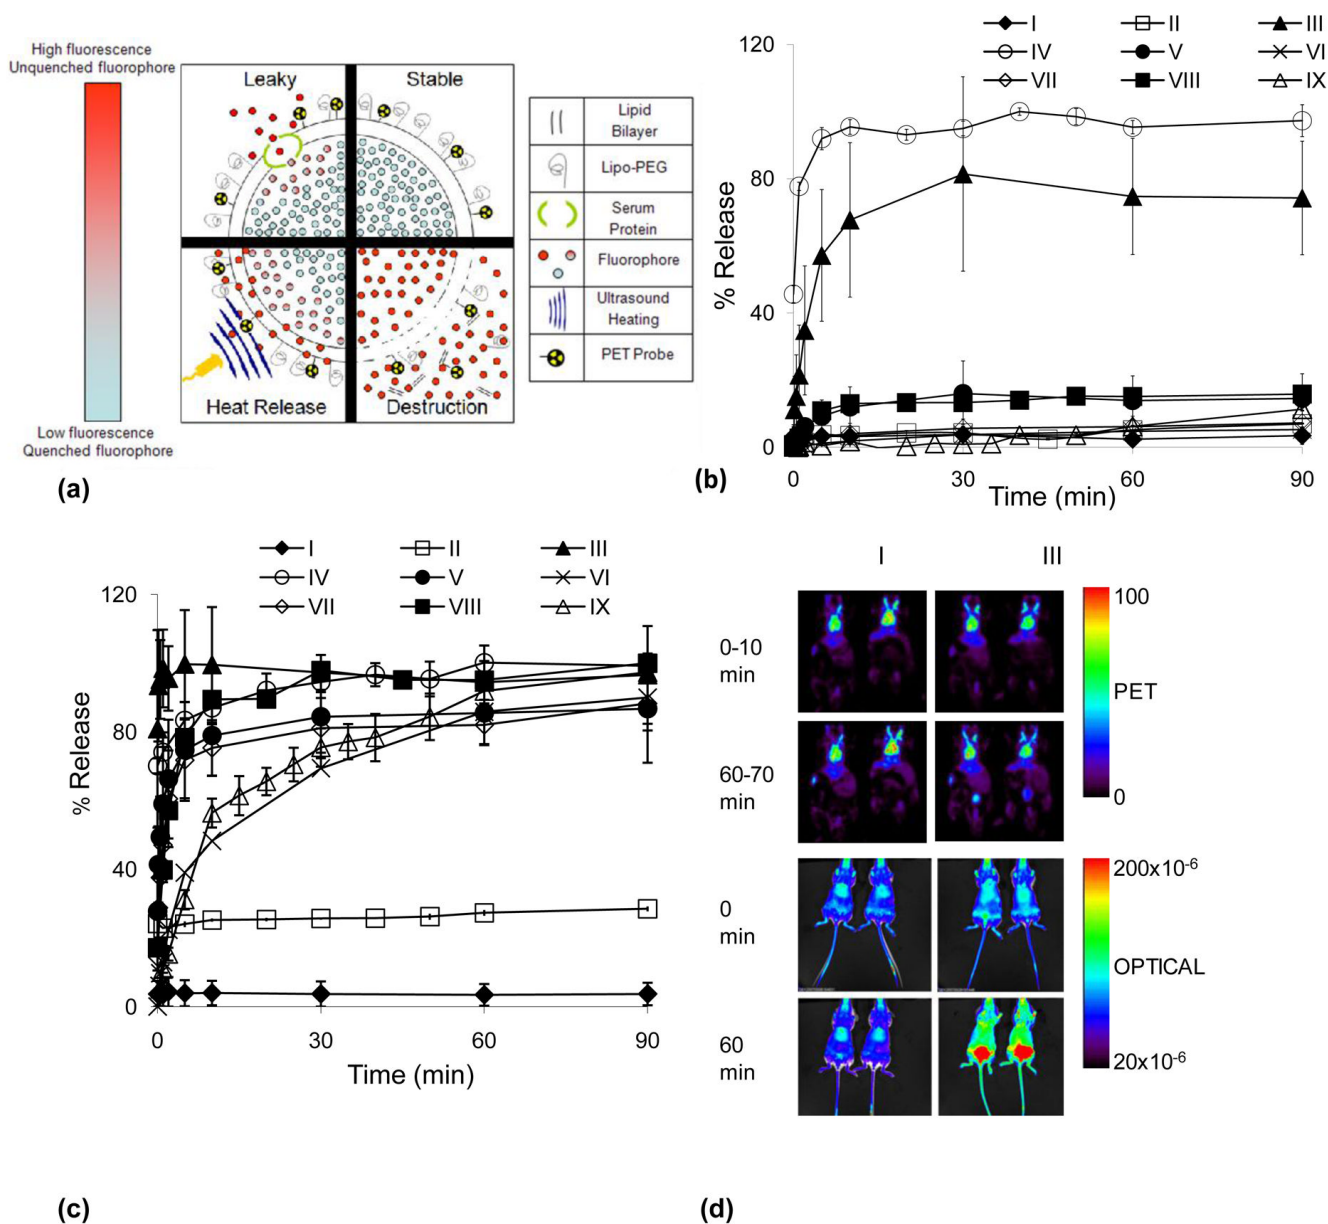 High fluorescence
Unquenched fluorophore
Leaky
Stable
Heat Release
Destruction
Low fluorescence
Quenched fluorophore
Lipid
Bilayer
Lipo-PEG
Serum
Protein
Fluorophore
Ultrasound
Heating
PET Probe
(a)
I II III
IV V VI
VII VIII IX
120
80
40
0
% Release
0 30 60 90
Time (min)
(b)
I II III
IV V VI
VII VIII IX
120
80
40
0
% Release
0 30 60 90
Time (min)
(c)
I III
0-10
min
60-70
min
0
min
60
min
100
PET
0
200x10-6
OPTICAL
20x10-6
(d)